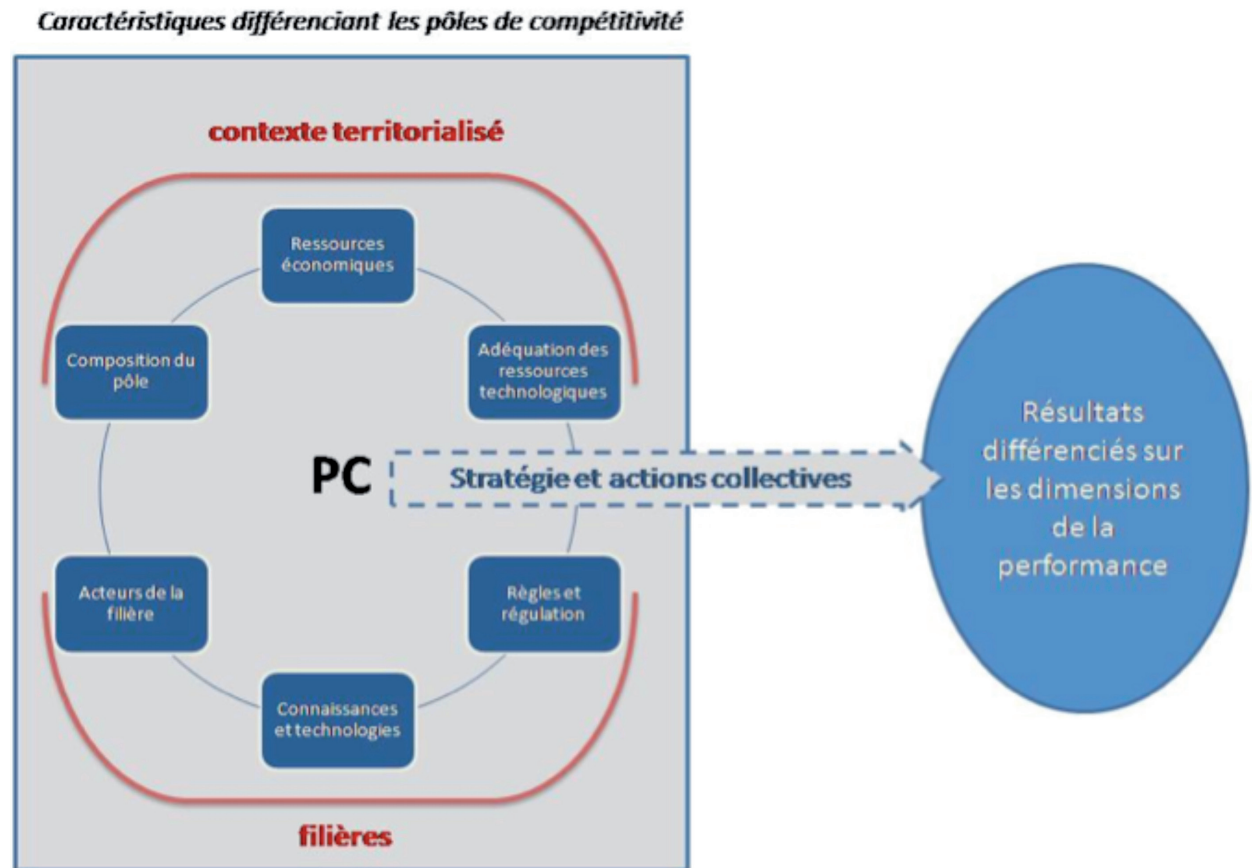 Caractéristiques différenciant les pôles de compétitivité
contexte territorialisé
Ressources
économiques
Composition du
pôle
Adéquation des
ressources
technologiques
PC
Stratégie et actions collectives
Résultats
différenciés sur
les dimensions
de la
performance
Acteurs de la
filière
Règles et
régulation
Connaissances
et technologies
filières